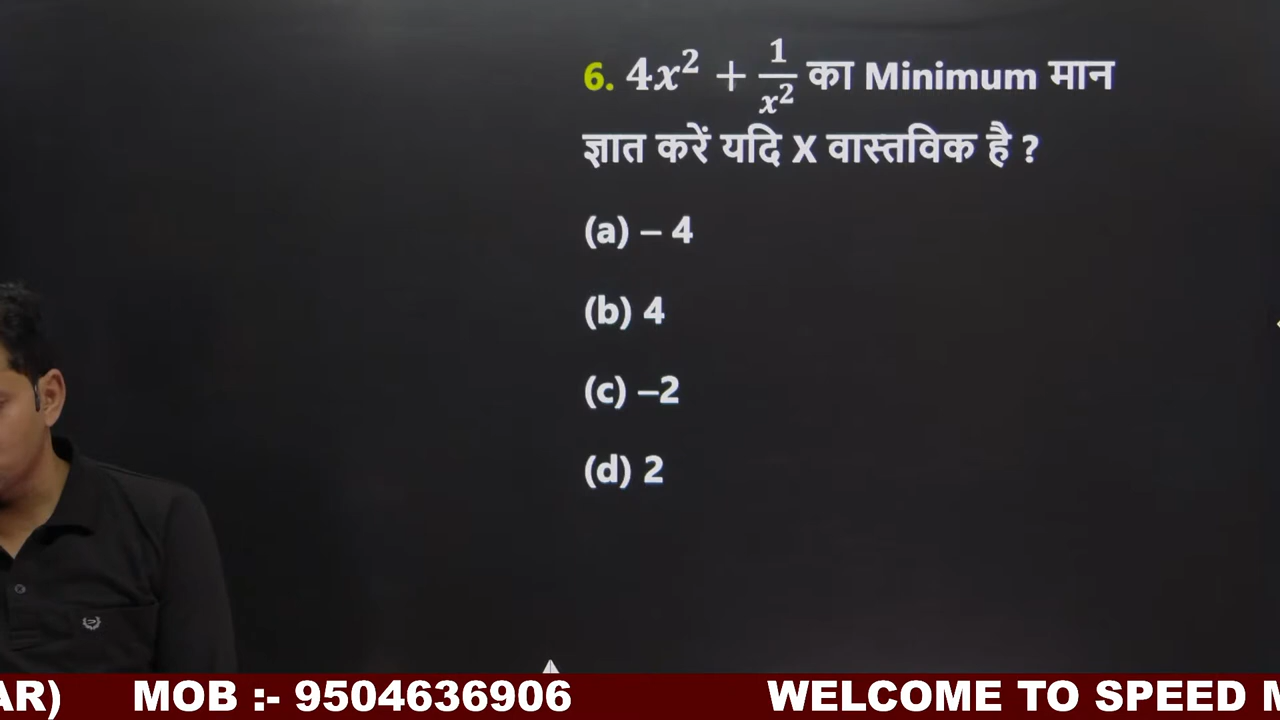 6. 4x² + 1/x² का Minimum मान
ज्ञात करें यदि X वास्तविक है ?
(a) – 4
(b) 4
(c) –2
(d) 2
AR) MOB :- 9504636906 WELCOME TO SPEED M